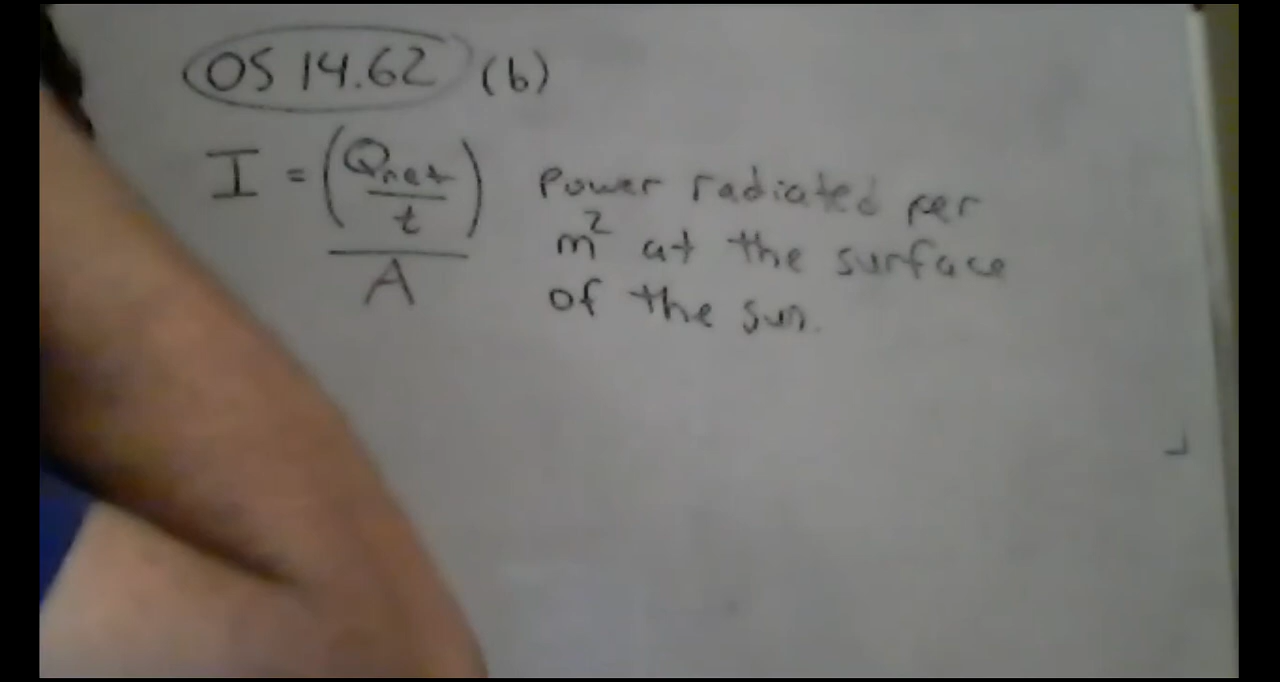 OS 14.62 (b)
I = (Qnet / t) / A
Power radiated per
m² at the surface
of the sun.